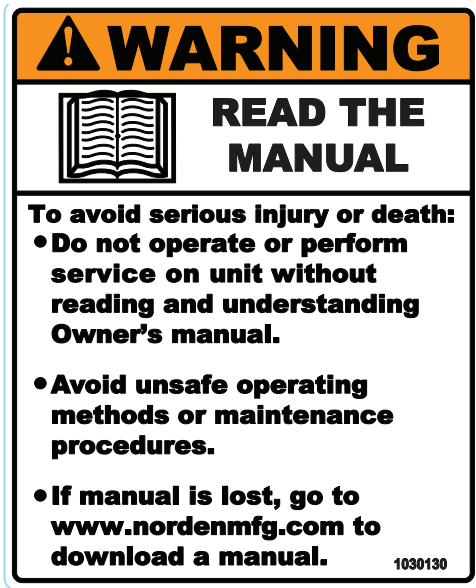 WARNING
READ THE
MANUAL
To avoid serious injury or death:
•Do not operate or perform
service on unit without
reading and understanding
Owner's manual.
•Avoid unsafe operating
methods or maintenance
procedures.
•If manual is lost, go to
www.nordenmfg.com to
download a manual.
1030130